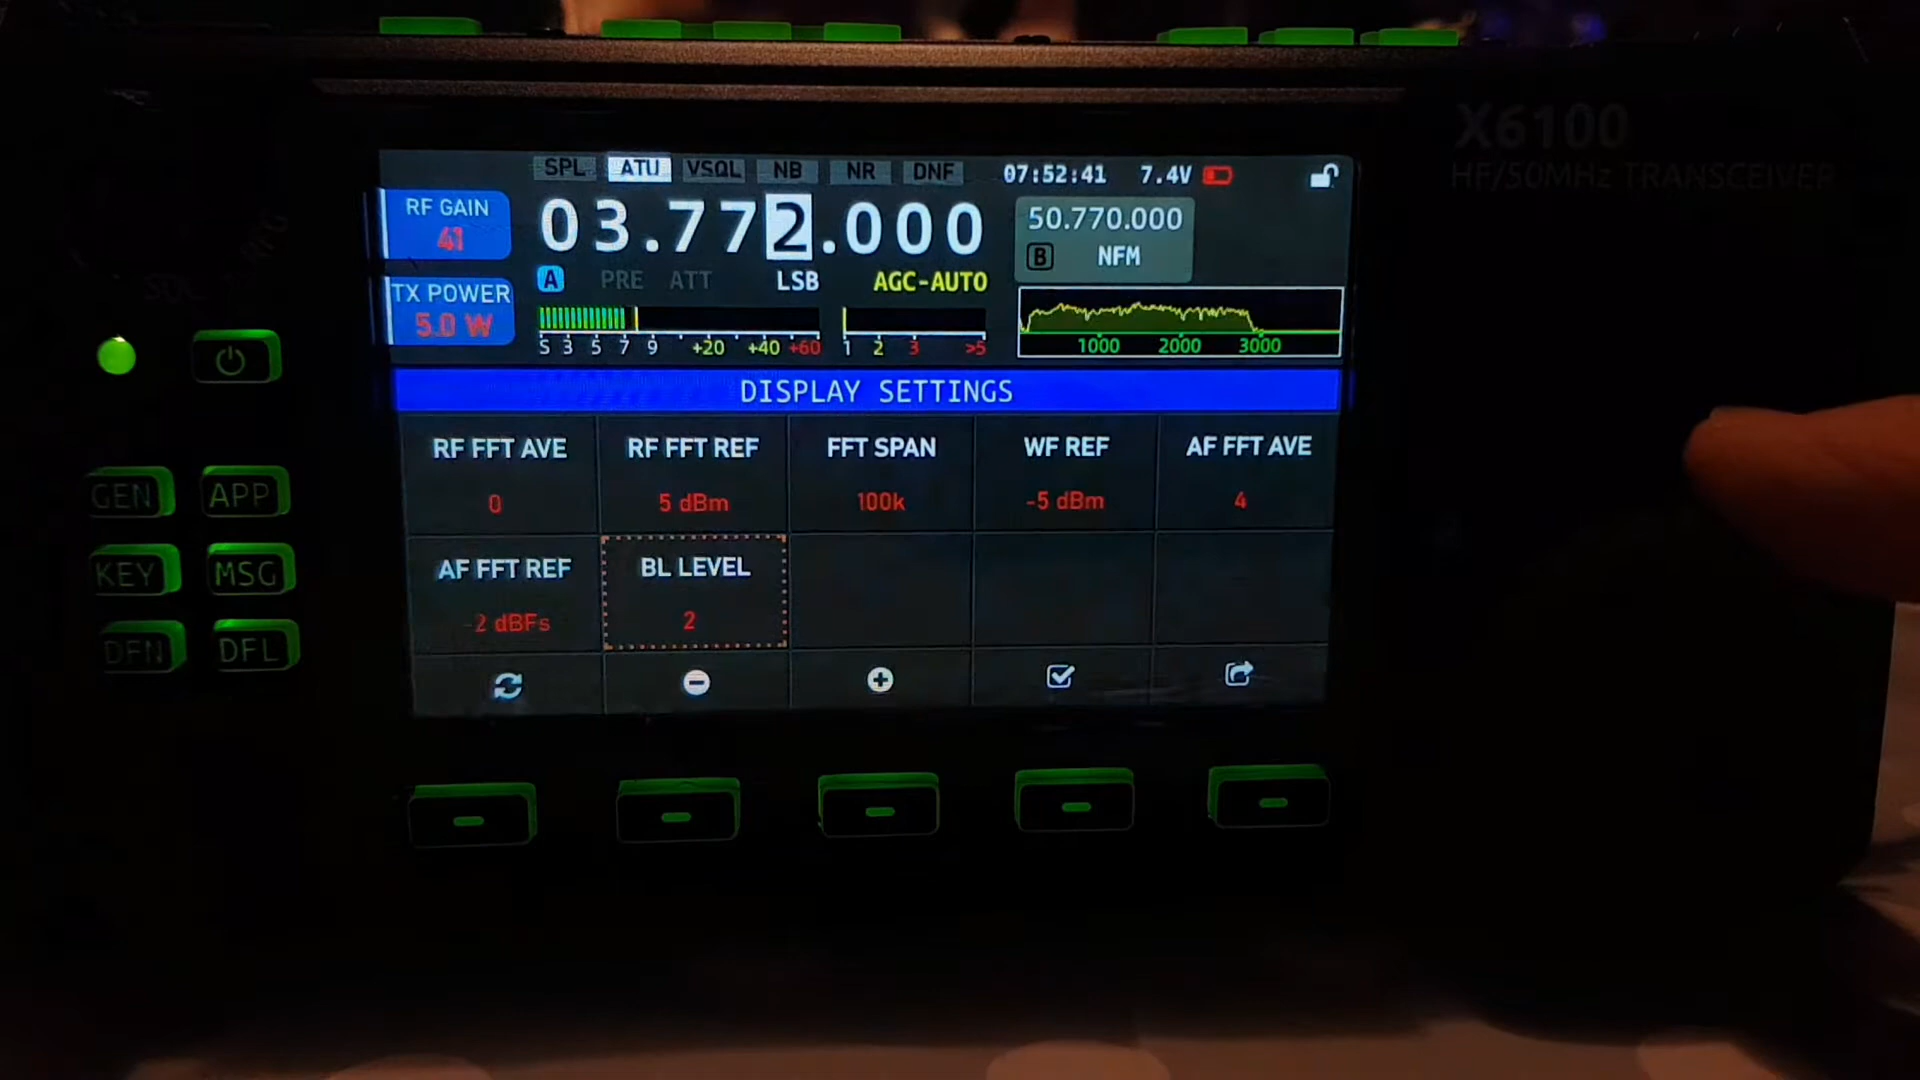 X6100
HF/50MHz TRANSCEIVER
SPL ATU VSQL NB NR DNF 07:52:41 7.4V
RF GAIN
41
03.772.000
50.770.000
B NFM
A PRE ATT LSB AGC-AUTO
TX POWER
5.0 W
S 3 5 7 9 +20 +40 +60 1 2 3 >5
1000 2000 3000
DISPLAY SETTINGS
RF FFT AVE RF FFT REF FFT SPAN WF REF AF FFT AVE
0 5 dBm 100k -5 dBm 4
AF FFT REF BL LEVEL
-2 dBFs 2
GEN APP
KEY MSG
DFN DFL